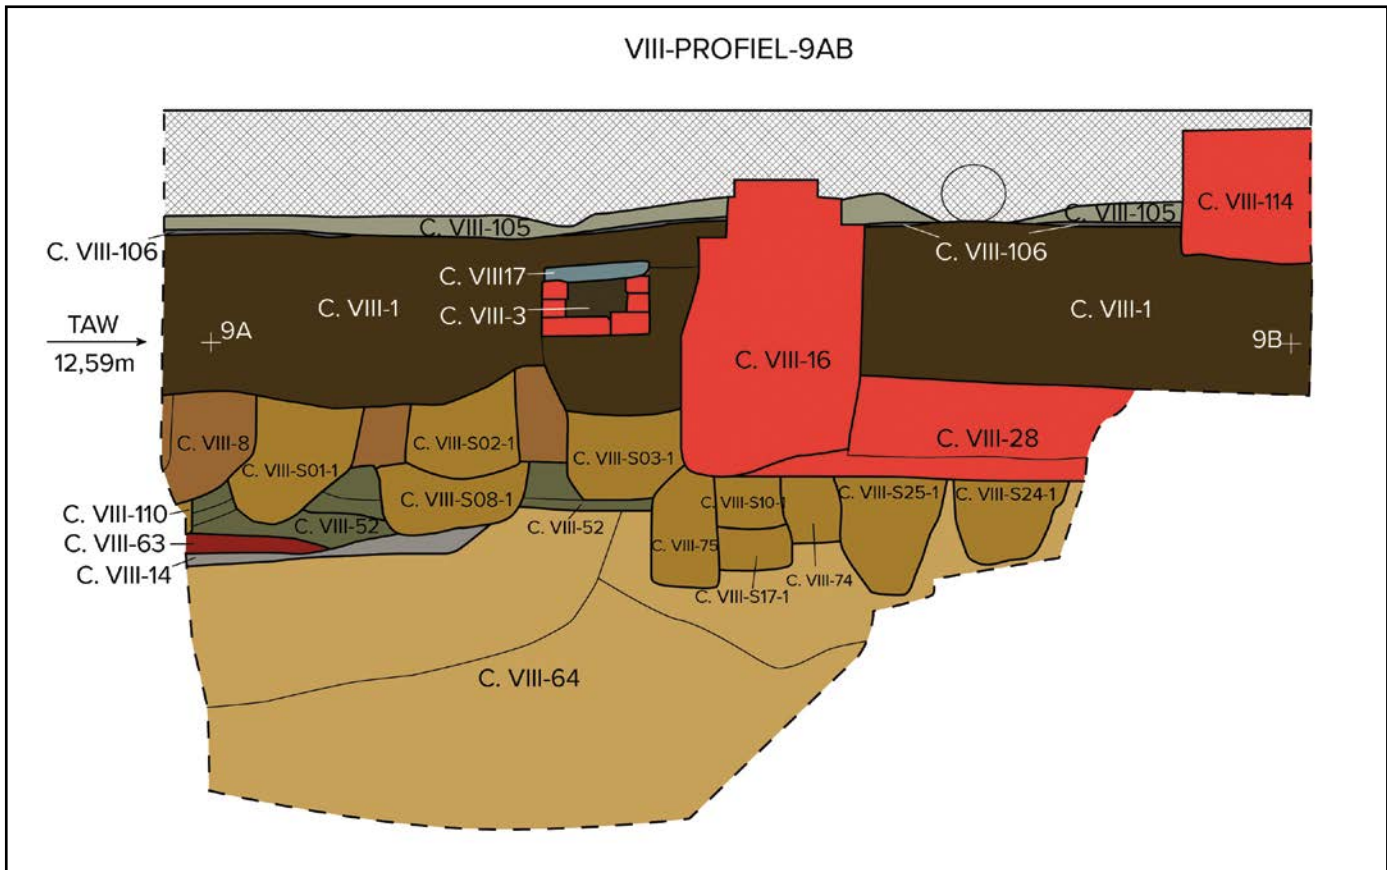 VIII-PROFIEL-9AB
C. VIII-114
C. VIII-105
C. VIII-105
C. VIII-106
C. VIII-106
C. VIII17
C. VIII-1
C. VIII-3
C. VIII-1
TAW
9A
9B
12,59m
C. VIII-16
C. VIII-8
C. VIII-S02-1
C. VIII-28
C. VIII-S01-1
C. VIII-S03-1
C. VIII-S08-1
C. VIII-S10-1
C. VIII-S25-1
C. VIII-S24-1
C. VIII-110
C. VIII-52
C. VIII-52
C. VIII-63
C. VIII-75
C. VIII-14
C. VIII-74
C. VIII-S17-1
C. VIII-64